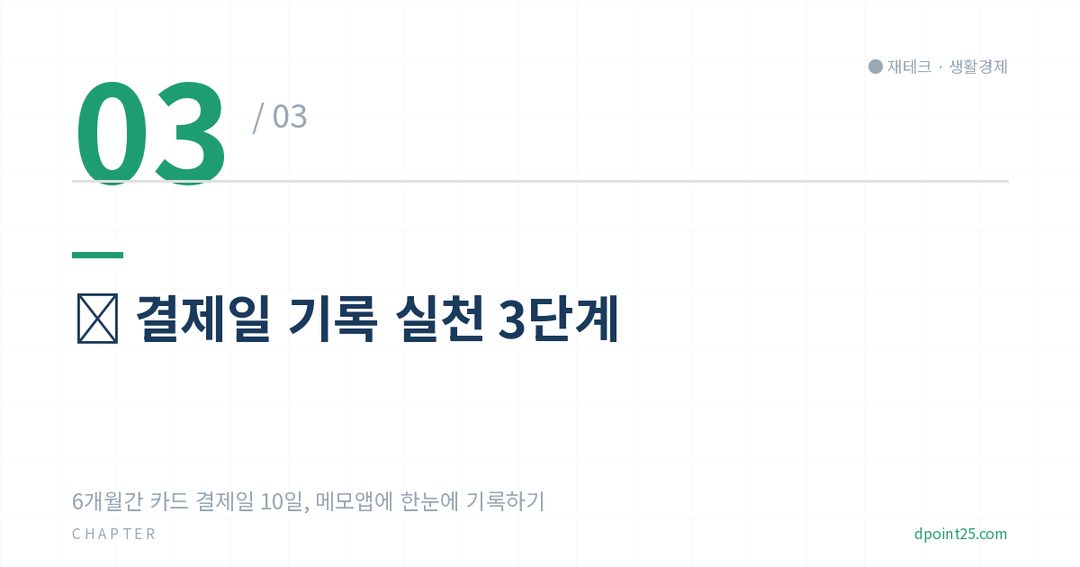 03 / 03
● 재테크 · 생활경제
결제일 기록 실천 3단계
6개월간 카드 결제일 10일, 메모앱에 한눈에 기록하기
CHAPTER
dpoint25.com